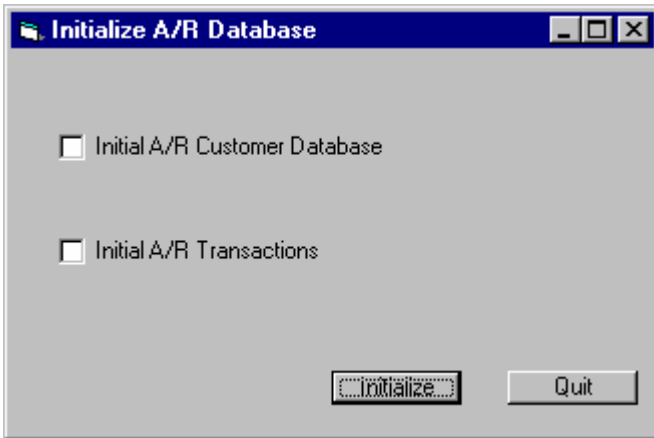 Initialize A/R Database
Initial A/R Customer Database
Initial A/R Transactions
Initialize
Quit